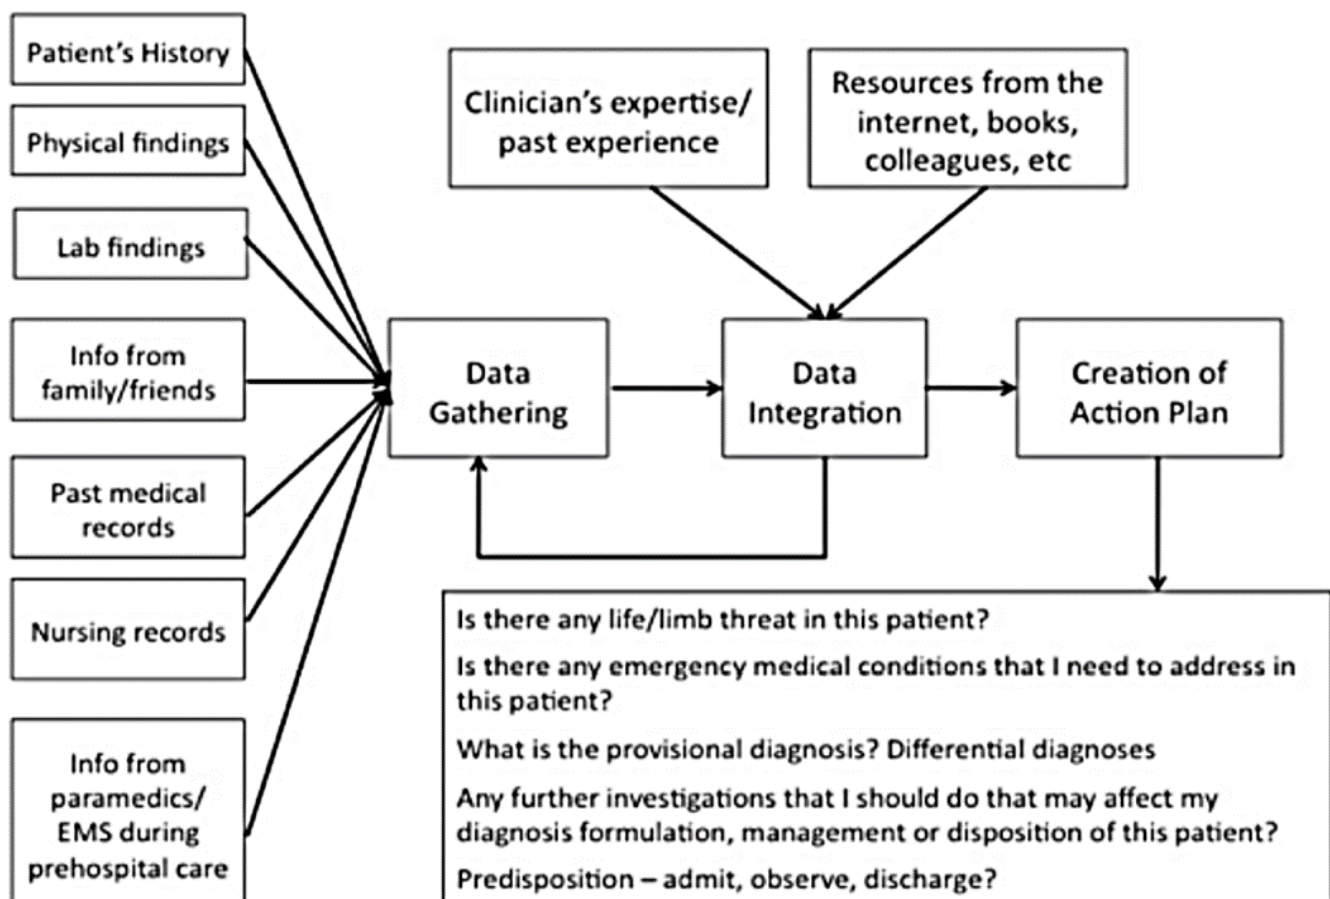 Patient’s History
Physical findings
Lab findings
Info from
family/friends
Past medical
records
Nursing records
Info from
paramedics/
EMS during
prehospital care
Clinician’s expertise/
past experience
Resources from the
internet, books,
colleagues, etc
Data
Gathering
Data
Integration
Creation of
Action Plan
Is there any life/limb threat in this patient?
Is there any emergency medical conditions that I need to address in
this patient?
What is the provisional diagnosis? Differential diagnoses
Any further investigations that I should do that may affect my
diagnosis formulation, management or disposition of this patient?
Predisposition – admit, observe, discharge?